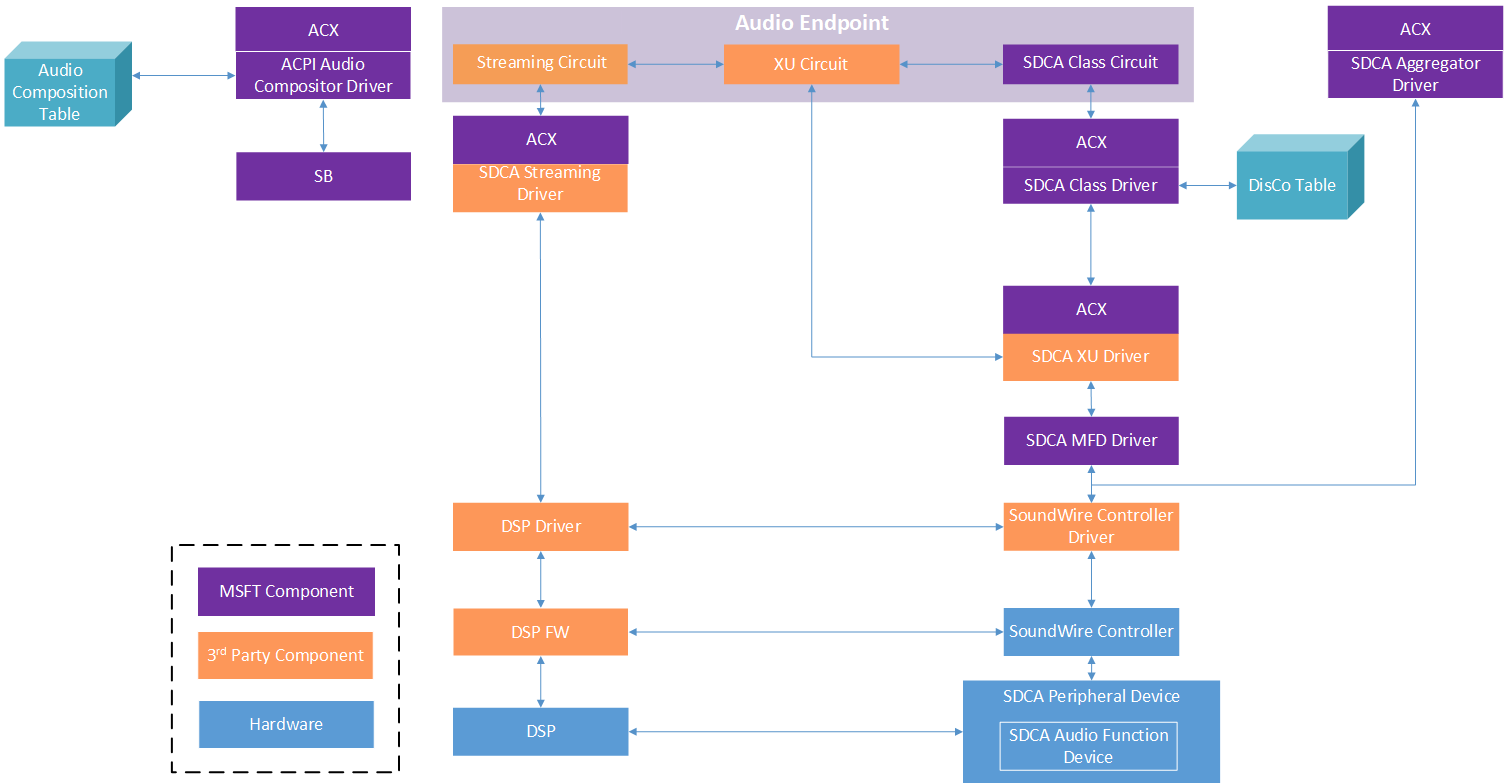 Audio Endpoint
ACX
ACPI Audio
Compositor Driver
Audio
Composition
Table
SB
Streaming Circuit
XU Circuit
SDCA Class Circuit
ACX
SDCA Aggregator
Driver
ACX
SDCA Streaming
Driver
ACX
SDCA Class Driver
DisCo Table
ACX
SDCA XU Driver
SDCA MFD Driver
DSP Driver
SoundWire Controller
Driver
DSP FW
SoundWire Controller
DSP
SDCA Peripheral Device
SDCA Audio Function
Device
MSFT Component
3rd Party Component
Hardware